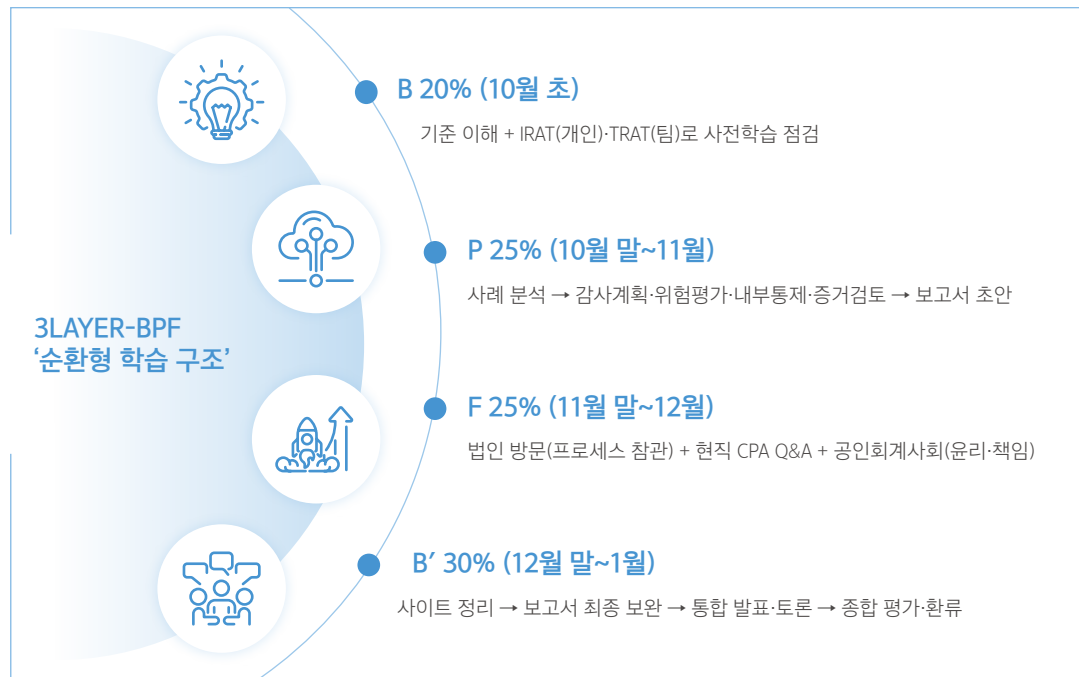 B 20% (10월 초)
기준 이해 + IRAT(개인)·TRAT(팀)로 사전학습 점검
P 25% (10월 말~11월)
사례 분석 → 감사계획·위험평가·내부통제·증거검토 → 보고서 초안
3LAYER-BPF
‘순환형 학습 구조’
F 25% (11월 말~12월)
법인 방문(프로세스 참관) + 현직 CPA Q&A + 공인회계사회(윤리·책임)
B′ 30% (12월 말~1월)
사이트 정리 → 보고서 최종 보완 → 통합 발표·토론 → 종합 평가·환류